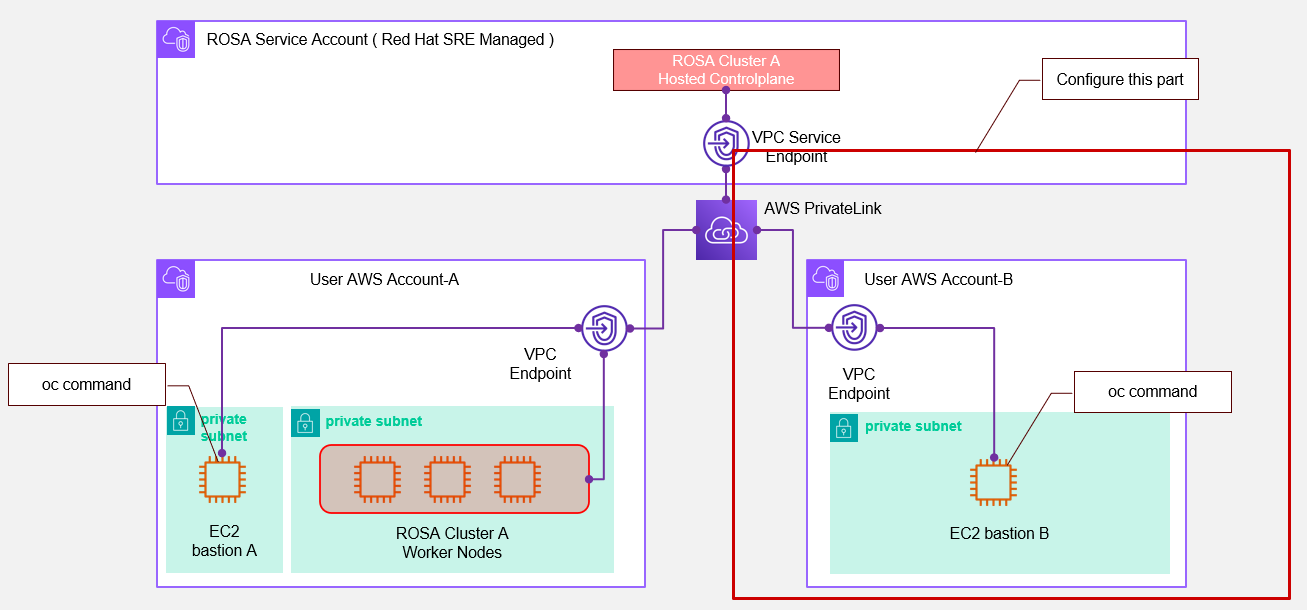 ROSA Service Account ( Red Hat SRE Managed )
ROSA Cluster A
Hosted Controlplane
Configure this part
VPC Service
Endpoint
AWS PrivateLink
User AWS Account-A
User AWS Account-B
VPC
Endpoint
VPC
Endpoint
oc command
oc command
private
subnet
private subnet
private subnet
EC2
bastion A
ROSA Cluster A
Worker Nodes
EC2 bastion B